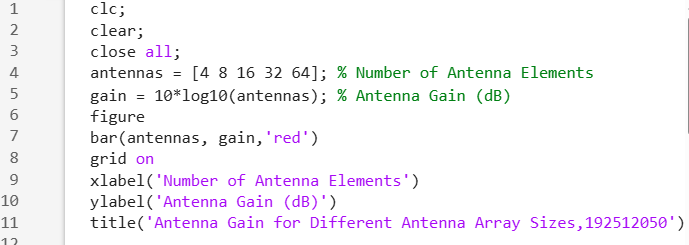 1 clc;
2 clear;
3 close all;
4 antennas = [4 8 16 32 64]; % Number of Antenna Elements
5 gain = 10*log10(antennas); % Antenna Gain (dB)
6 figure
7 bar(antennas, gain,'red')
8 grid on
9 xlabel('Number of Antenna Elements')
10 ylabel('Antenna Gain (dB)')
11 title('Antenna Gain for Different Antenna Array Sizes,192512050')
12